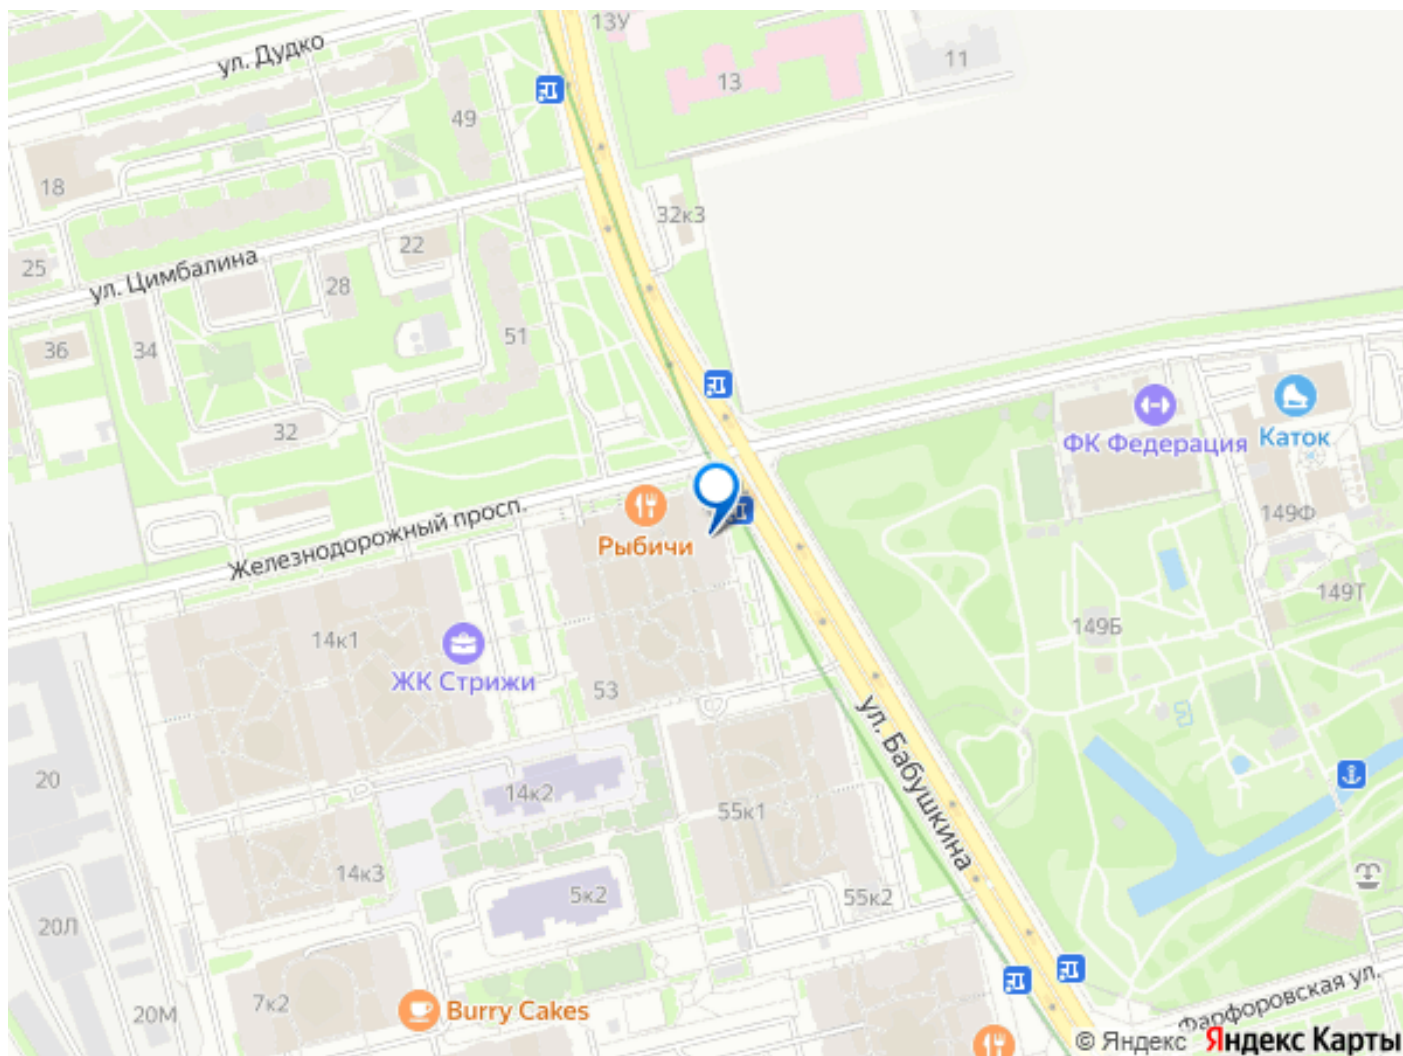 13У
ул. Дудко
11
13
49
18
32к3
22
25
ул. Цимбалина
28
51
36
34
32
ФК Федерация
Каток
Железнодорожный просп.
149Ф
Рыбичи
149Т
149Б
14к1
ЖК Стрижи
53
ул. Бабушкина
20
14к2
55к1
14к3
5к2
55к2
20Л
Фарфоровская ул.
7к2
20М
Burry Cakes
© Яндекс Яндекс Карты